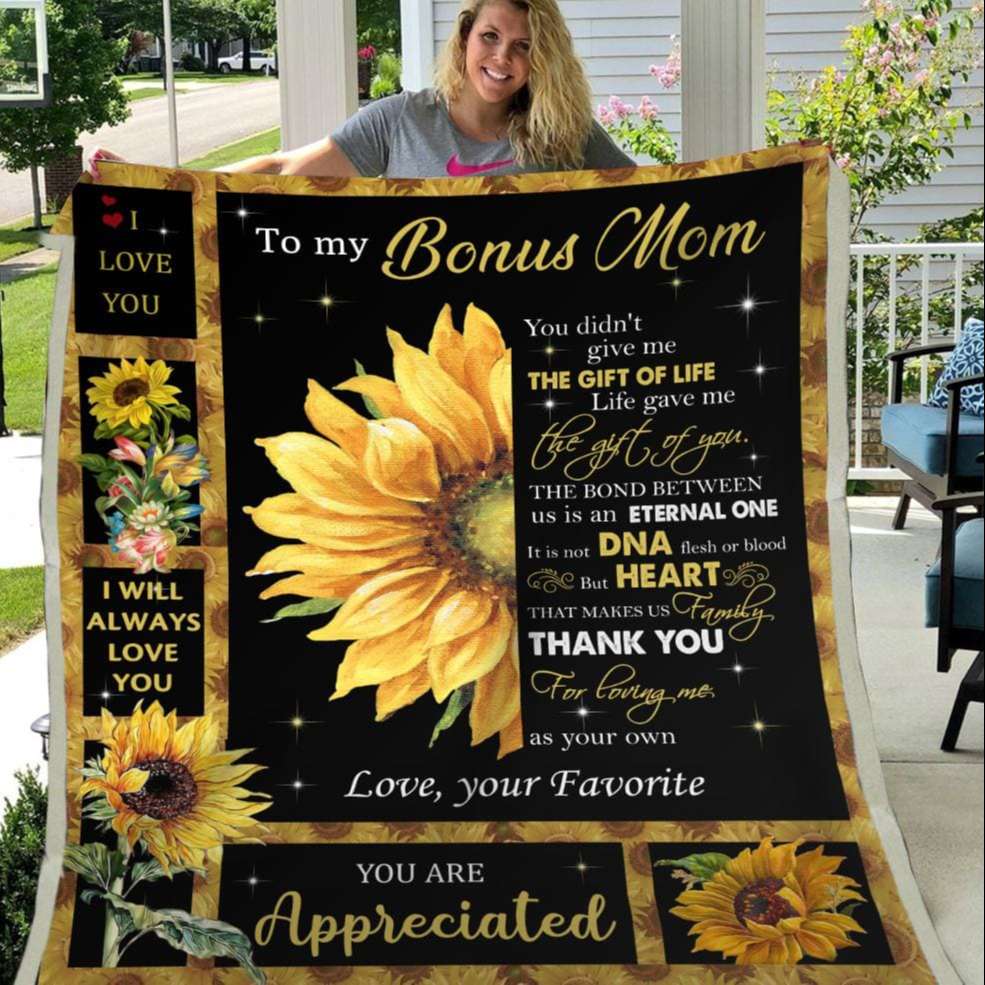 I
LOVE
YOU
I WILL
ALWAYS
LOVE
YOU
To my Bonus Mom
You didn't
give me
THE GIFT OF LIFE
Life gave me
the gift of you.
THE BOND BETWEEN
us is an ETERNAL ONE
It is not DNA flesh or blood
But HEART
THAT MAKES US Family
THANK YOU
For loving me,
as your own
Love, your Favorite
YOU ARE
Appreciated